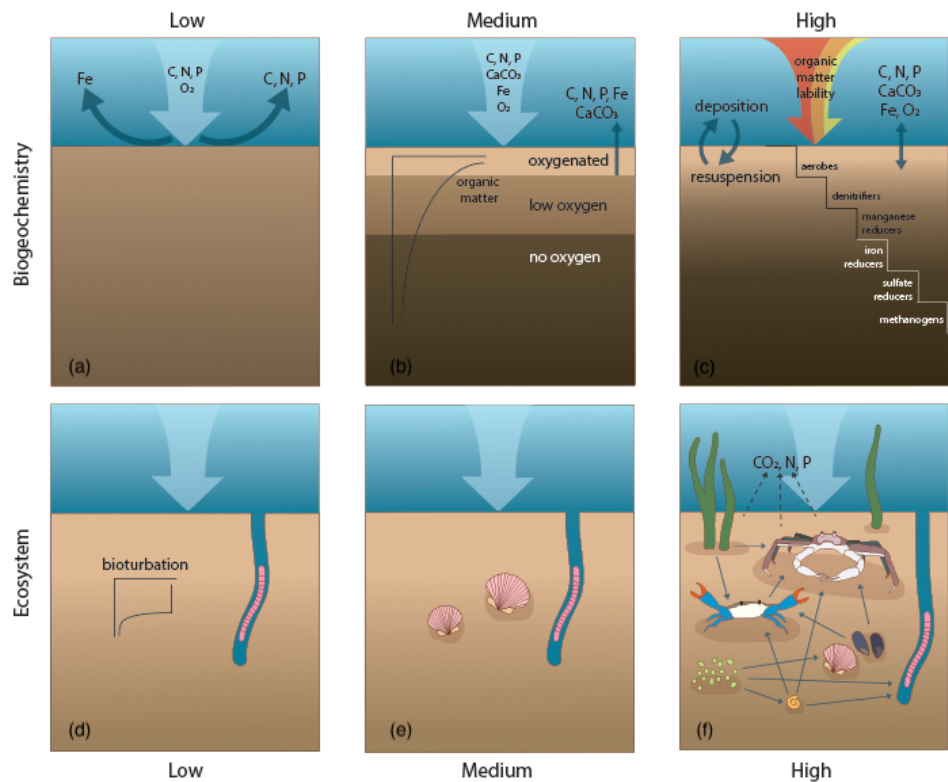 Low
Medium
High
Biogeochemistry
Fe
C, N, P
O₂
C, N, P
(a)
C, N, P
CaCO₃
Fe
O₂
C, N, P, Fe
CaCO₃
oxygenated
organic
matter
low oxygen
no oxygen
(b)
organic
matter
lability
C, N, P
CaCO₃
Fe, O₂
deposition
resuspension
aerobes
denitrifiers
manganese
reducers
iron
reducers
sulfate
reducers
methanogens
(c)
Ecosystem
bioturbation
(d)
(e)
CO₂, N, P
(f)
Low
Medium
High